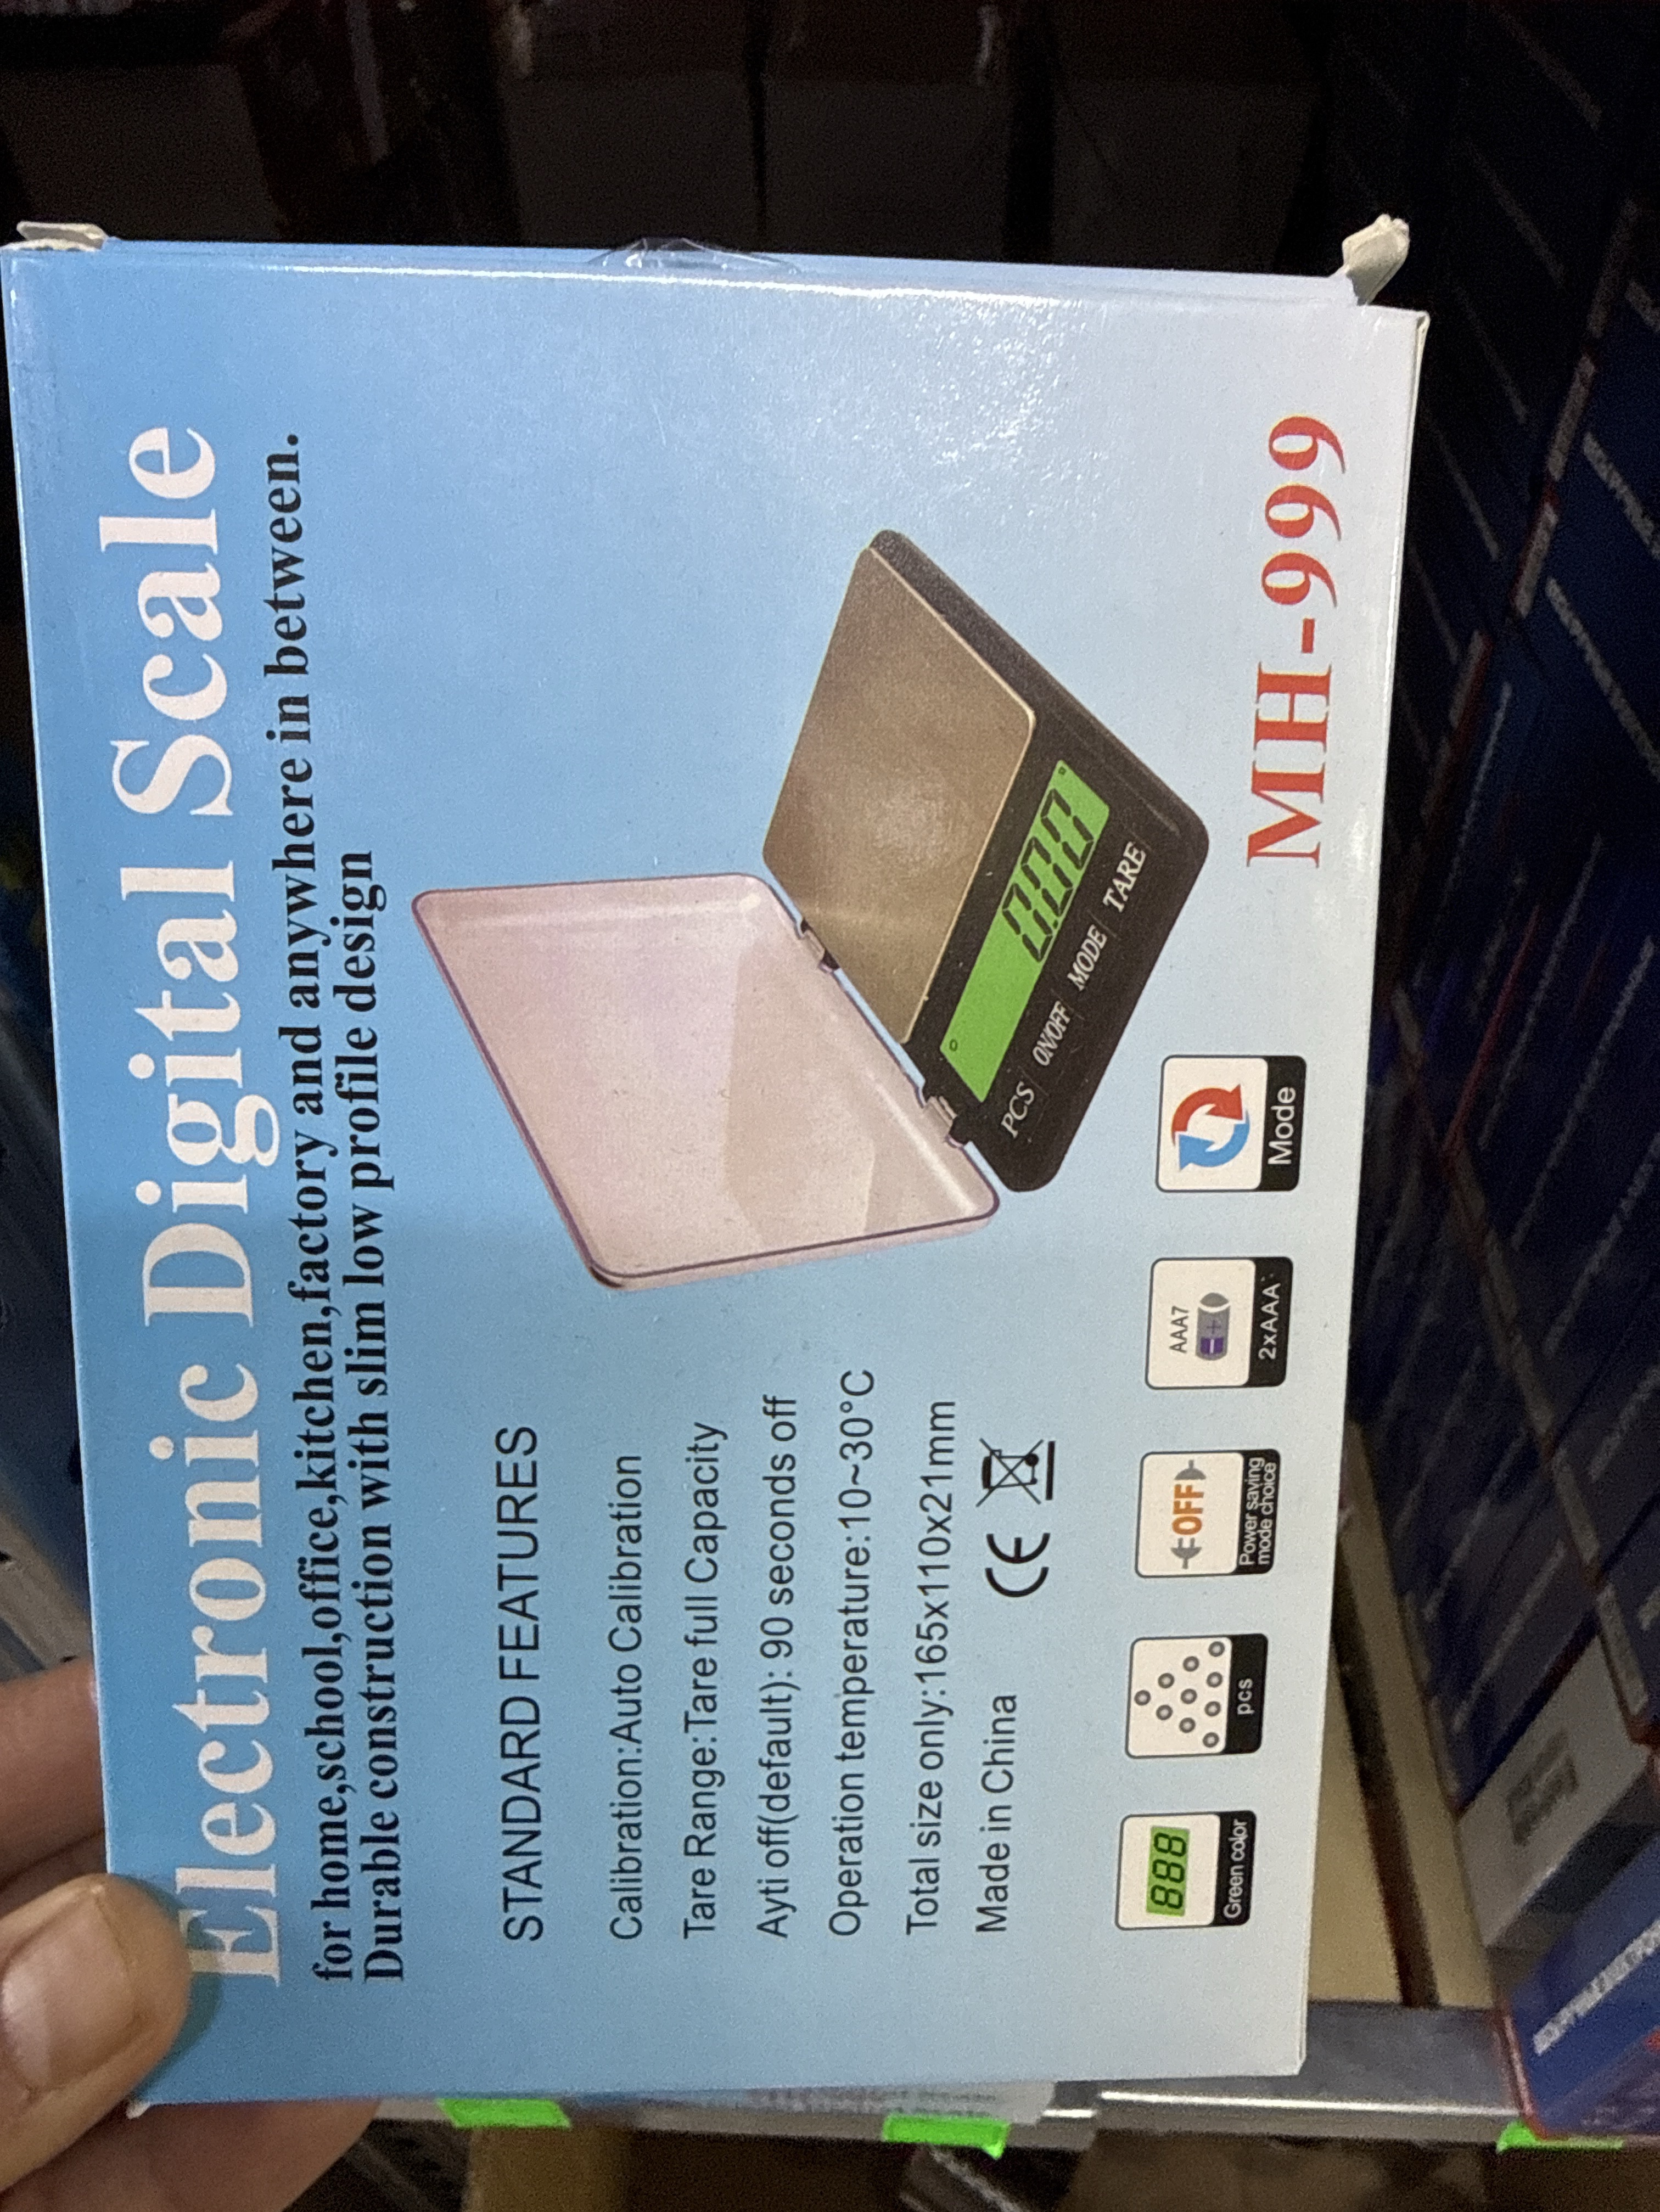 Electronic Digital Scale
for home,school,office,kitchen,factory and anywhere in between.
Durable construction with slim low profile design
STANDARD FEATURES
Calibration:Auto Calibration
Tare Range:Tare full Capacity
Ayti off(default): 90 seconds off
Operation temperature:10~30°C
Total size only:165x110x21mm
Made in China
CE
0.00
PCS ON/OFF MODE TARE
888
Green color
pcs
OFF
Power saving
mode choice
AAA7
2xAAA
Mode
MH-999